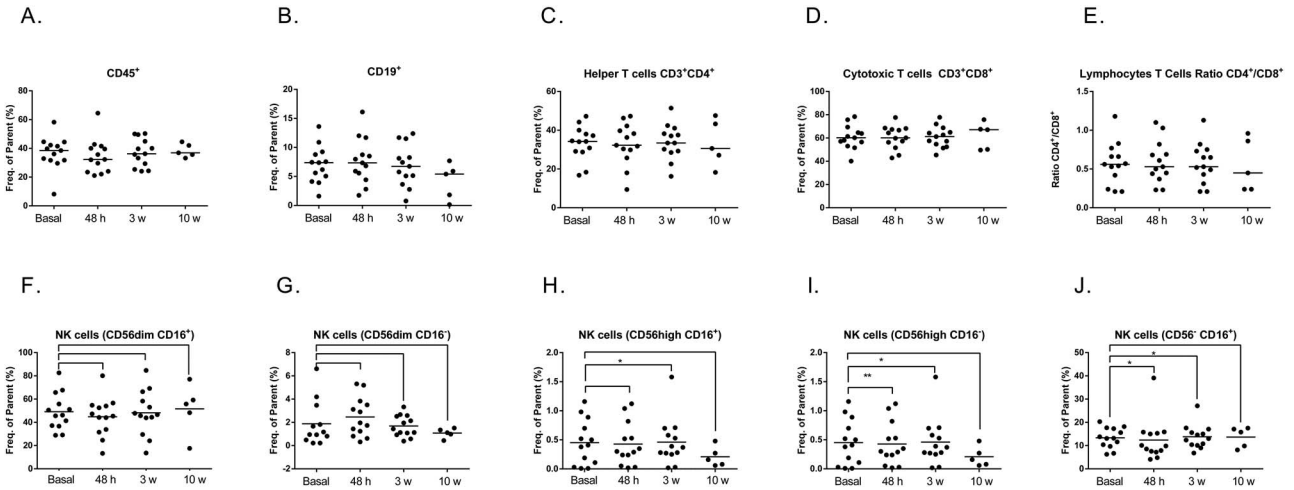 A.
B.
C.
D.
E.
CD45+
Freq. of Parent (%)
80
60
40
20
0
Basal 48 h 3 w 10 w
CD19+
Freq. of Parent (%)
20
15
10
5
0
Basal 48 h 3 w 10 w
Helper T cells CD3+CD4+
Freq. of Parent (%)
60
40
20
0
Basal 48 h 3 w 10 w
Cytotoxic T cells CD3+CD8+
Freq. of Parent (%)
100
80
60
40
20
0
Basal 48 h 3 w 10 w
Lymphocytes T Cells Ratio CD4+/CD8+
Ratio CD4+/CD8+
1.5
1.0
0.5
0.0
Basal 48 h 3 w 10 w
F.
G.
H.
I.
J.
NK cells (CD56dim CD16+)
Freq. of Parent (%)
100
80
60
40
20
0
Basal 48 h 3 w 10 w
NK cells (CD56dim CD16-)
Freq. of Parent (%)
8
6
4
2
0
-2
Basal 48 h 3 w 10 w
NK cells (CD56high CD16+)
Freq. of Parent (%)
2.0
1.5
1.0
0.5
0.0
*
Basal 48 h 3 w 10 w
NK cells (CD56high CD16-)
Freq. of Parent (%)
2.0
1.5
1.0
0.5
0.0
*
**
Basal 48 h 3 w 10 w
NK cells (CD56- CD16+)
Freq. of Parent (%)
50
40
30
20
10
0
*
*
Basal 48 h 3 w 10 w